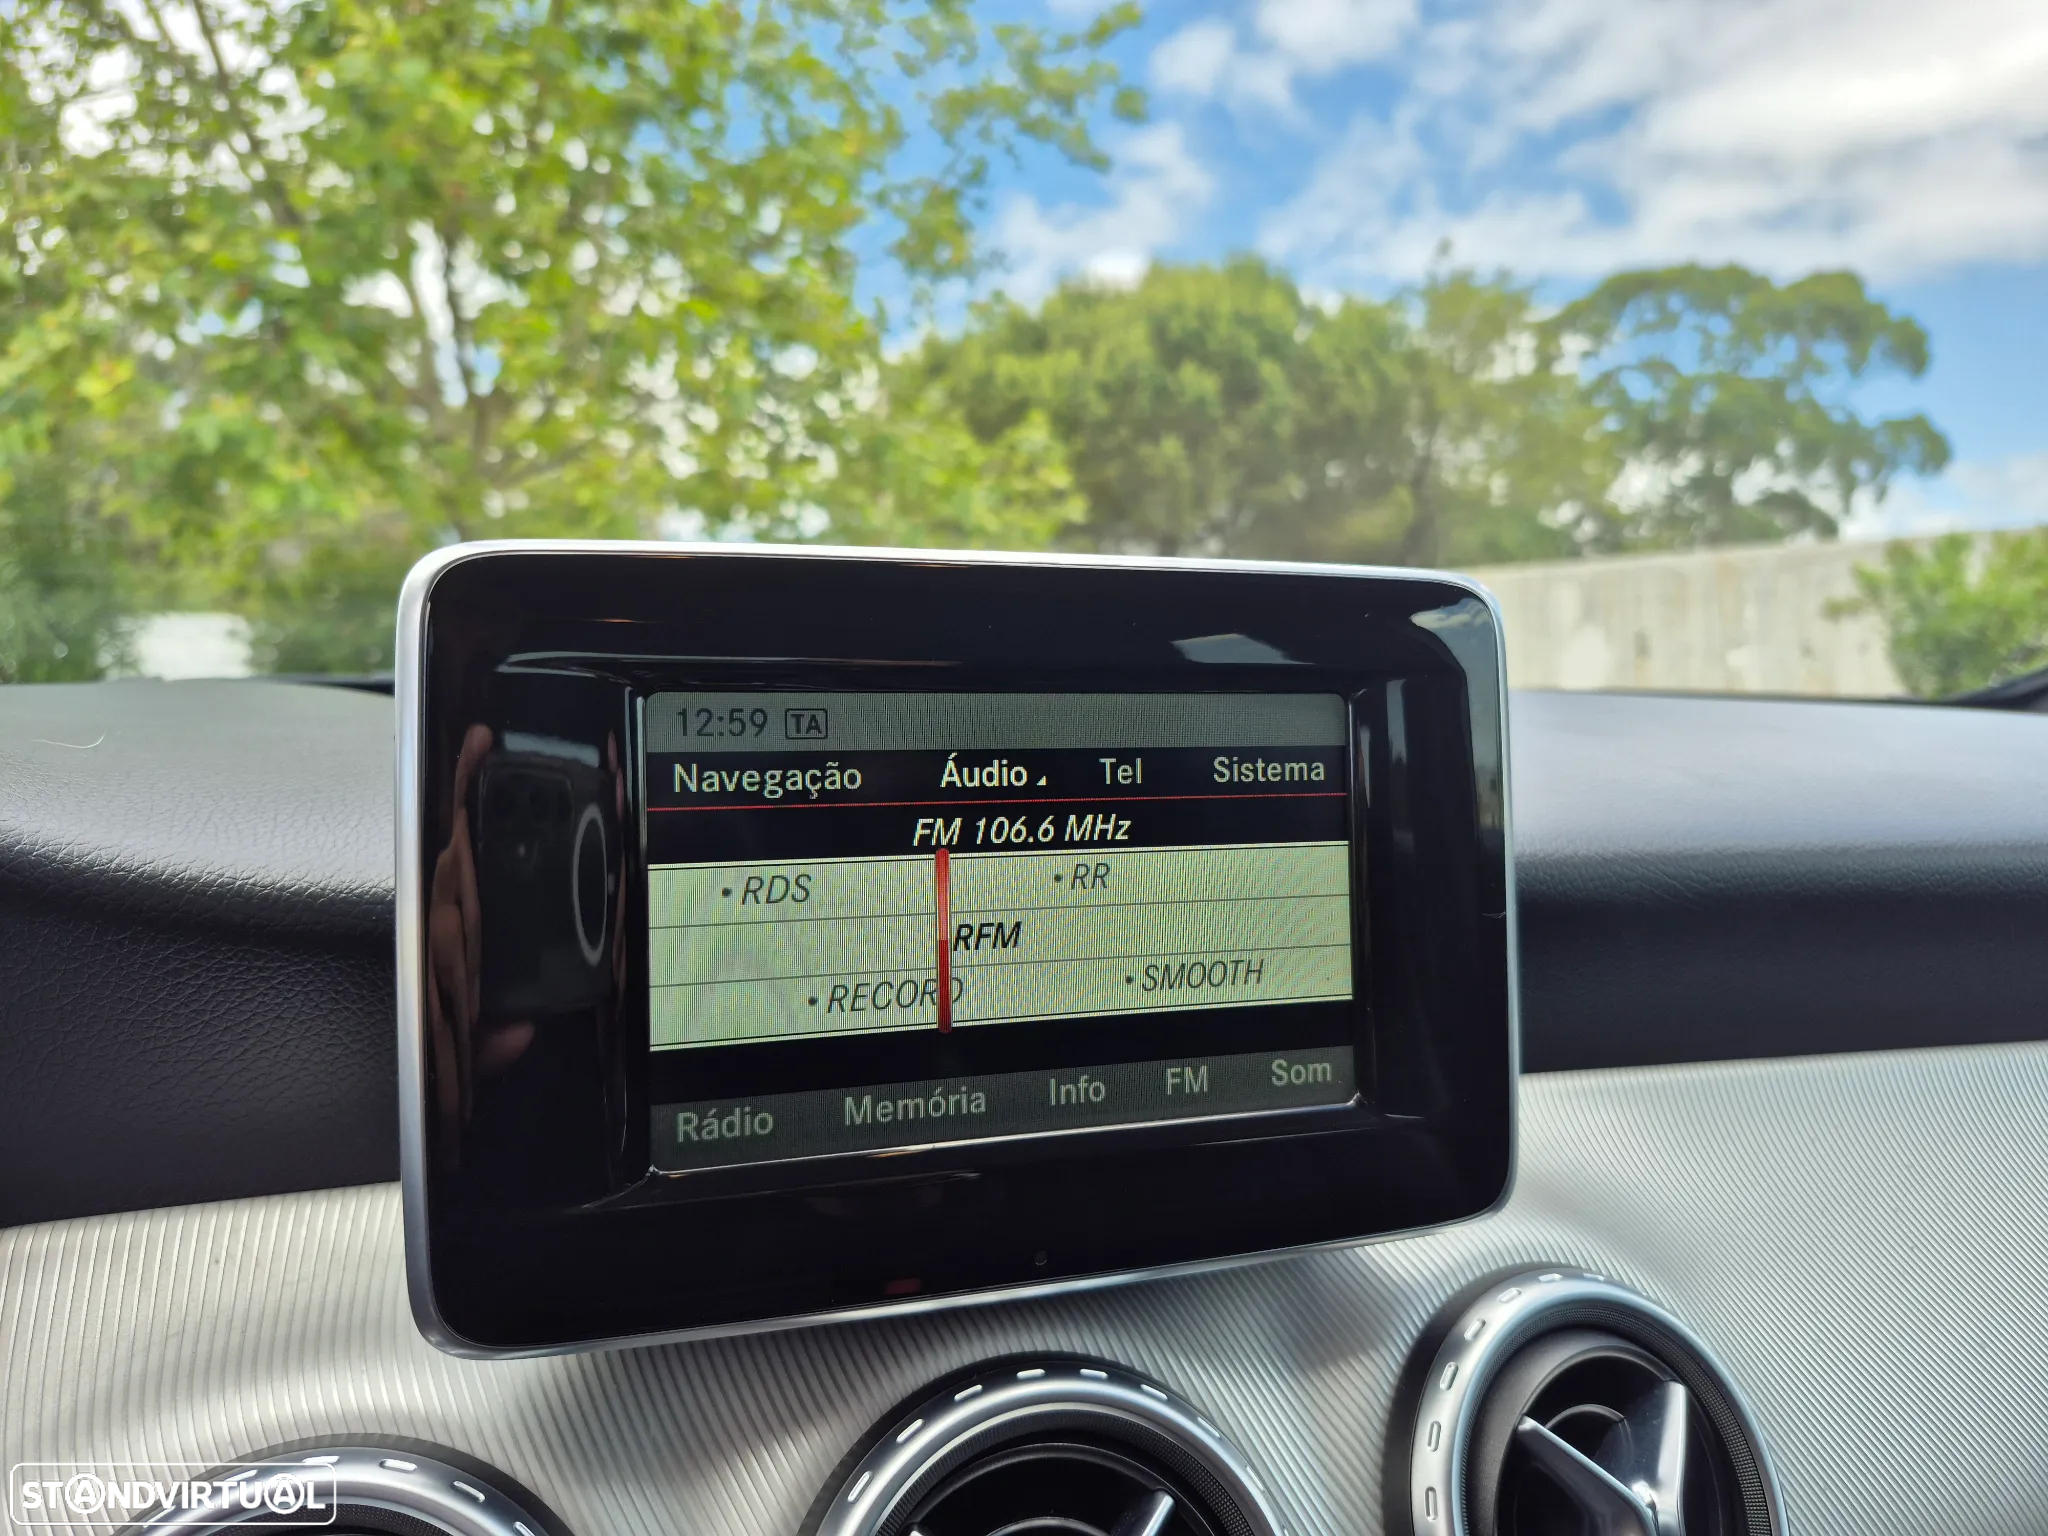 12:59 TA
Navegação Áudio Tel Sistema
FM 106.6 MHz
•RDS •RR
RFM
•RECORD •SMOOTH
Rádio Memória Info FM Som
STANDVIRTUAL